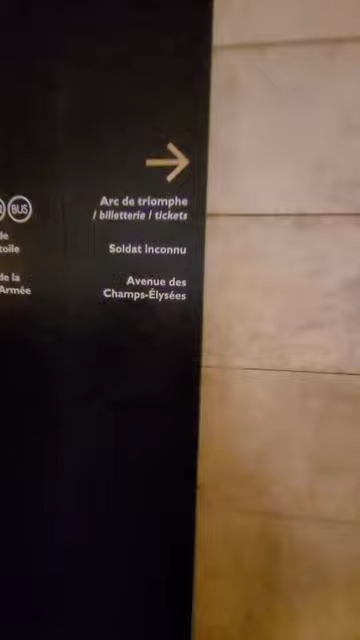 BUS
de
toile
de la
Armée
Arc de triomphe
/ billetterie / tickets
Soldat inconnu
Avenue des
Champs-Élysées